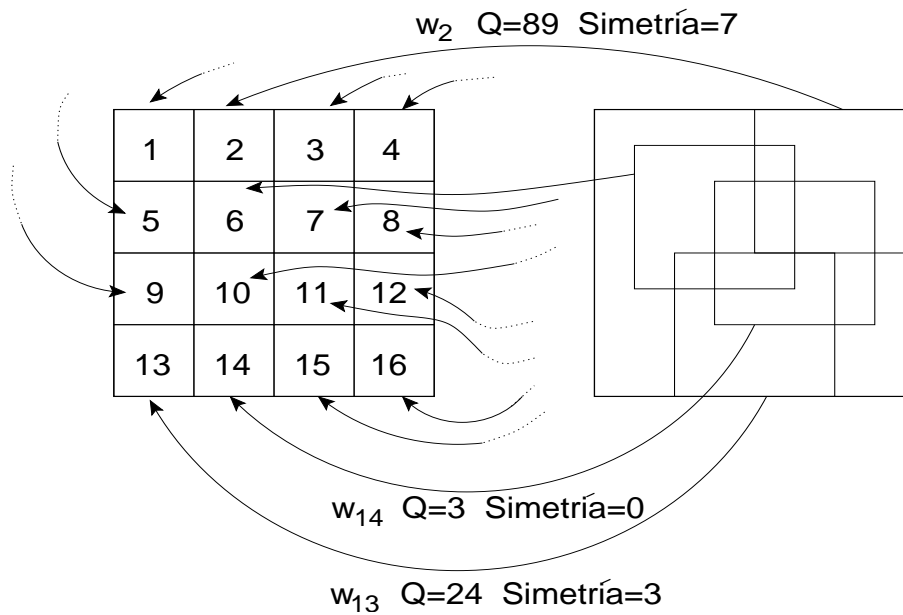 w2 Q=89 Simetría=7
1 2 3 4
5 6 7 8
9 10 11 12
13 14 15 16
w14 Q=3 Simetría=0
w13 Q=24 Simetría=3